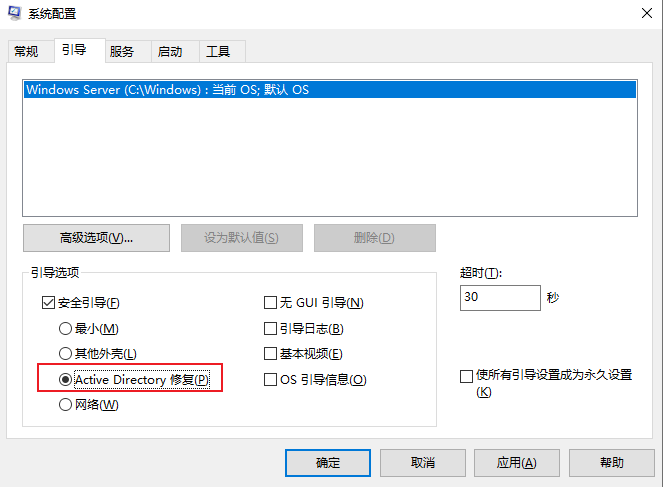 系统配置
常规 引导 服务 启动 工具
Windows Server (C:\Windows) : 当前 OS; 默认 OS
高级选项(V)... 设为默认值(S) 删除(D)
引导选项
超时(T):
安全引导(F) 无 GUI 引导(N)
30 秒
最小(M) 引导日志(B)
其他外壳(L) 基本视频(E)
Active Directory 修复(P) OS 引导信息(O)
使所有引导设置成为永久设置
(K)
网络(W)
确定 取消 应用(A) 帮助